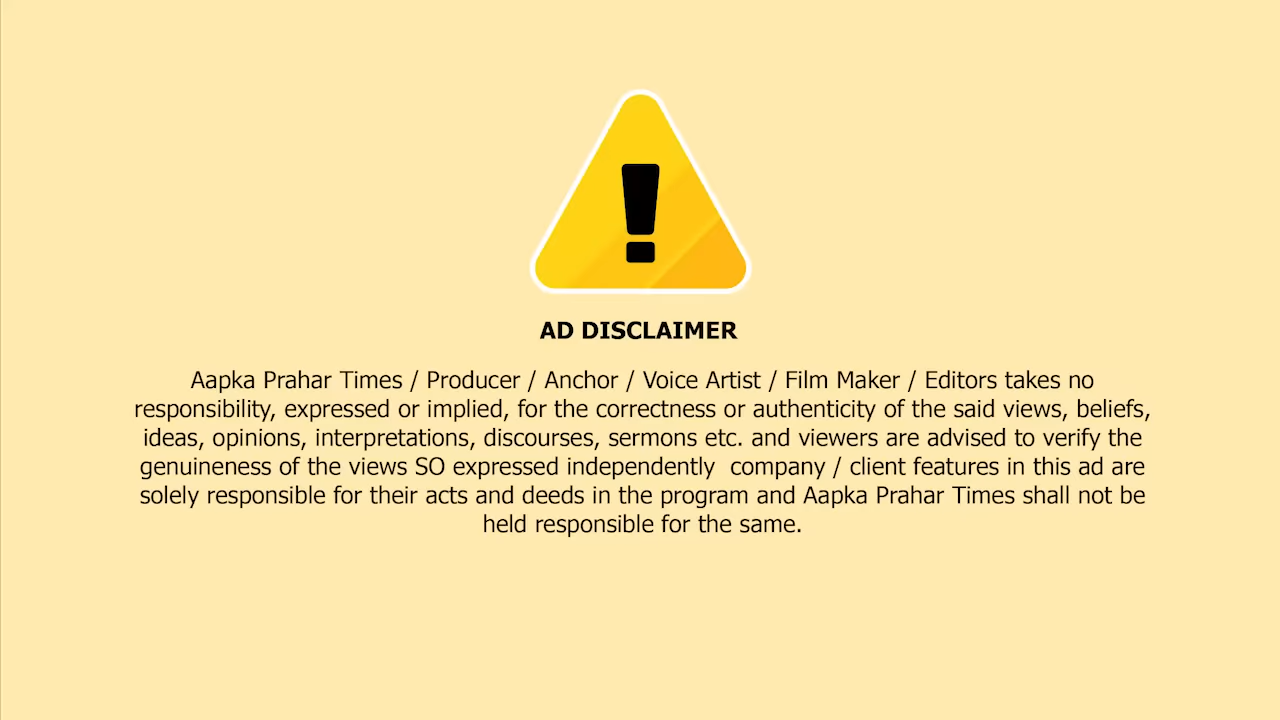 AD DISCLAIMER
Aapka Prahar Times / Producer / Anchor / Voice Artist / Film Maker / Editors takes no
responsibility, expressed or implied, for the correctness or authenticity of the said views, beliefs,
ideas, opinions, interpretations, discourses, sermons etc. and viewers are advised to verify the
genuineness of the views SO expressed independently  company / client features in this ad are
solely responsible for their acts and deeds in the program and Aapka Prahar Times shall not be
held responsible for the same.